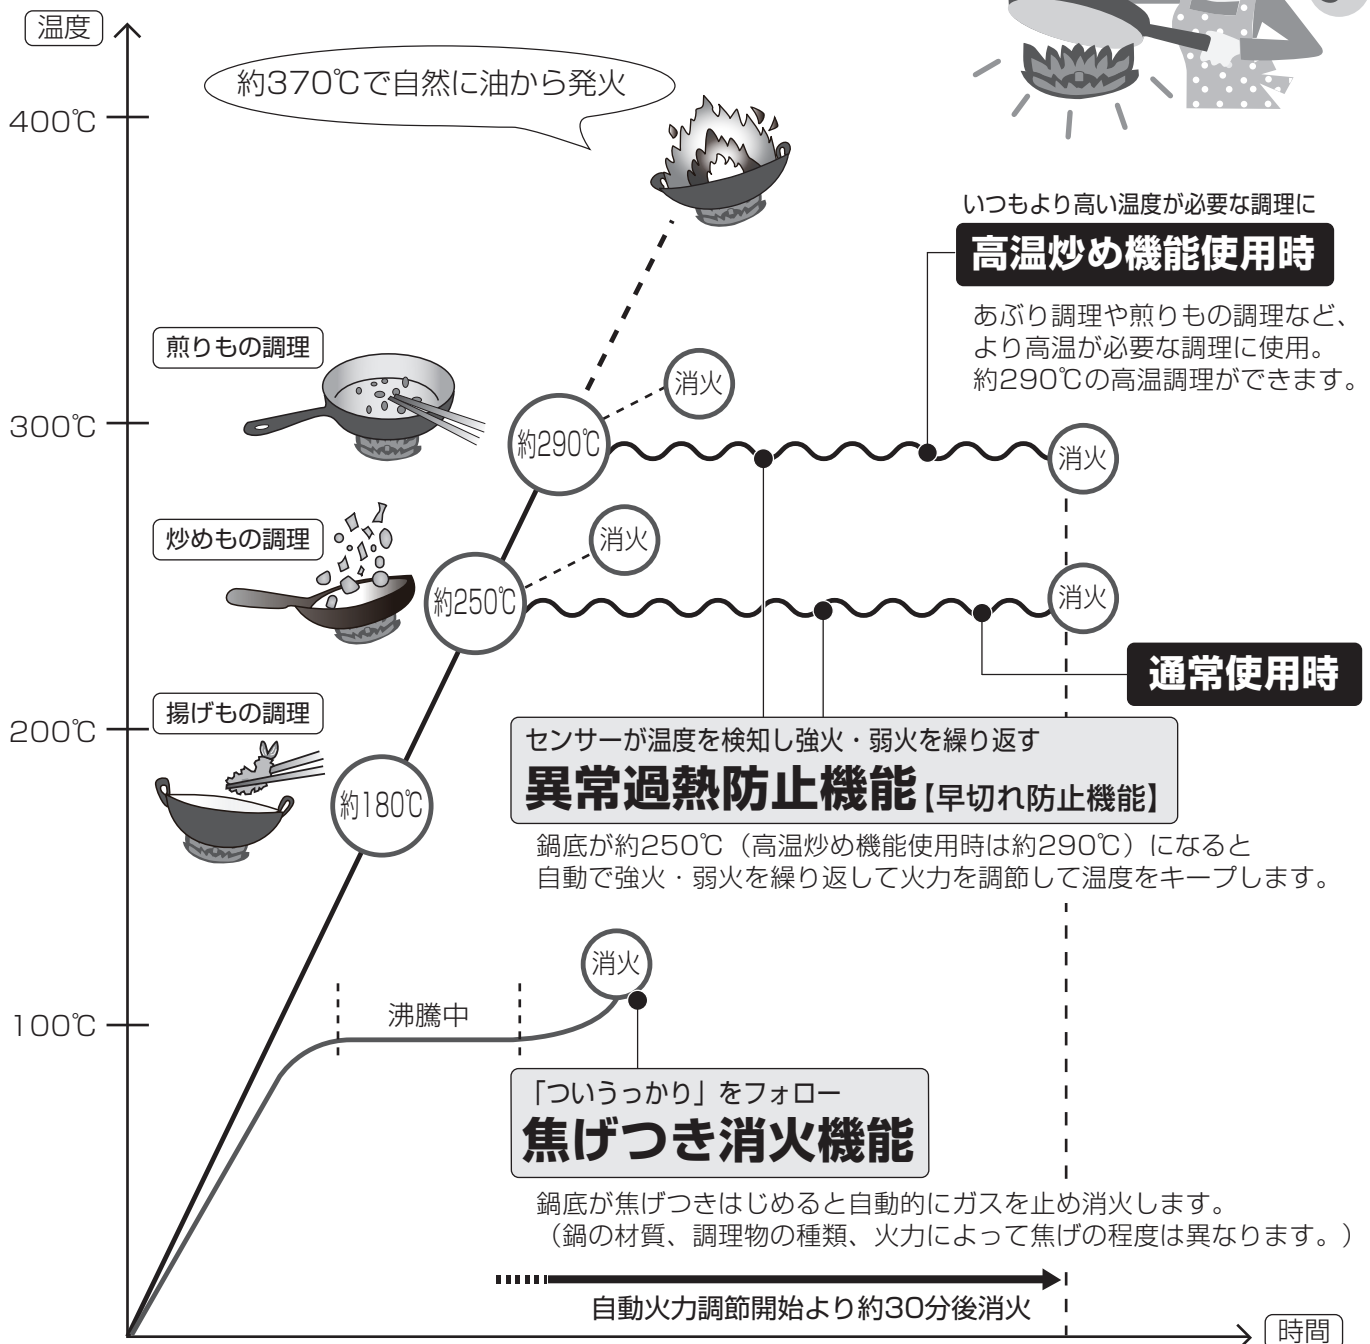 温度
400℃
300℃
200℃
100℃
約370℃で自然に油から発火
いつもより高い温度が必要な調理に
高温炒め機能使用時
あぶり調理や煎りもの調理など、
より高温が必要な調理に使用。
約290℃の高温調理ができます。
煎りもの調理
約290℃
消火
消火
炒めもの調理
約250℃
消火
消火
通常使用時
揚げもの調理
約180℃
センサーが温度を検知し強火・弱火を繰り返す
異常過熱防止機能【早切れ防止機能】
鍋底が約250℃（高温炒め機能使用時は約290℃）になると
自動で強火・弱火を繰り返して火力を調節して温度をキープします。
消火
沸騰中
「ついうっかり」をフォロー
焦げつき消火機能
鍋底が焦げつきはじめると自動的にガスを止め消火します。
（鍋の材質、調理物の種類、火力によって焦げの程度は異なります。）
自動火力調節開始より約30分後消火
時間